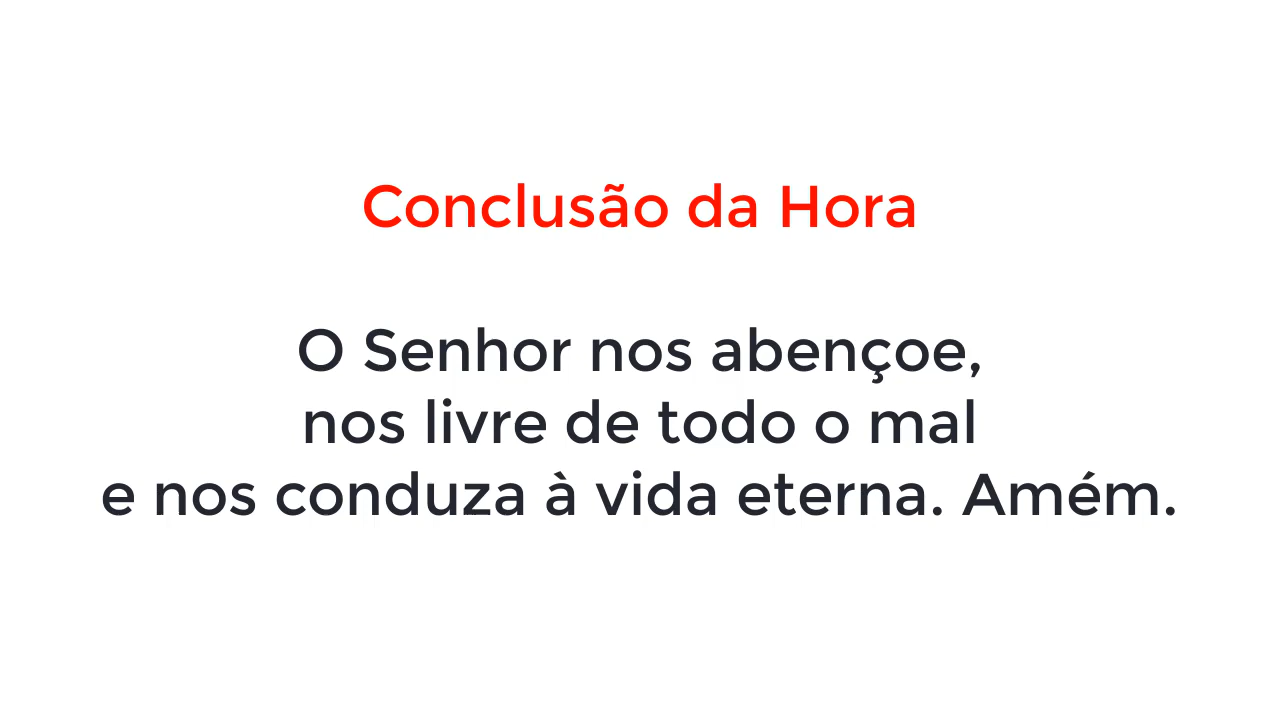 Conclusão da Hora
O Senhor nos abençoe,
nos livre de todo o mal
e nos conduza à vida eterna. Amém.